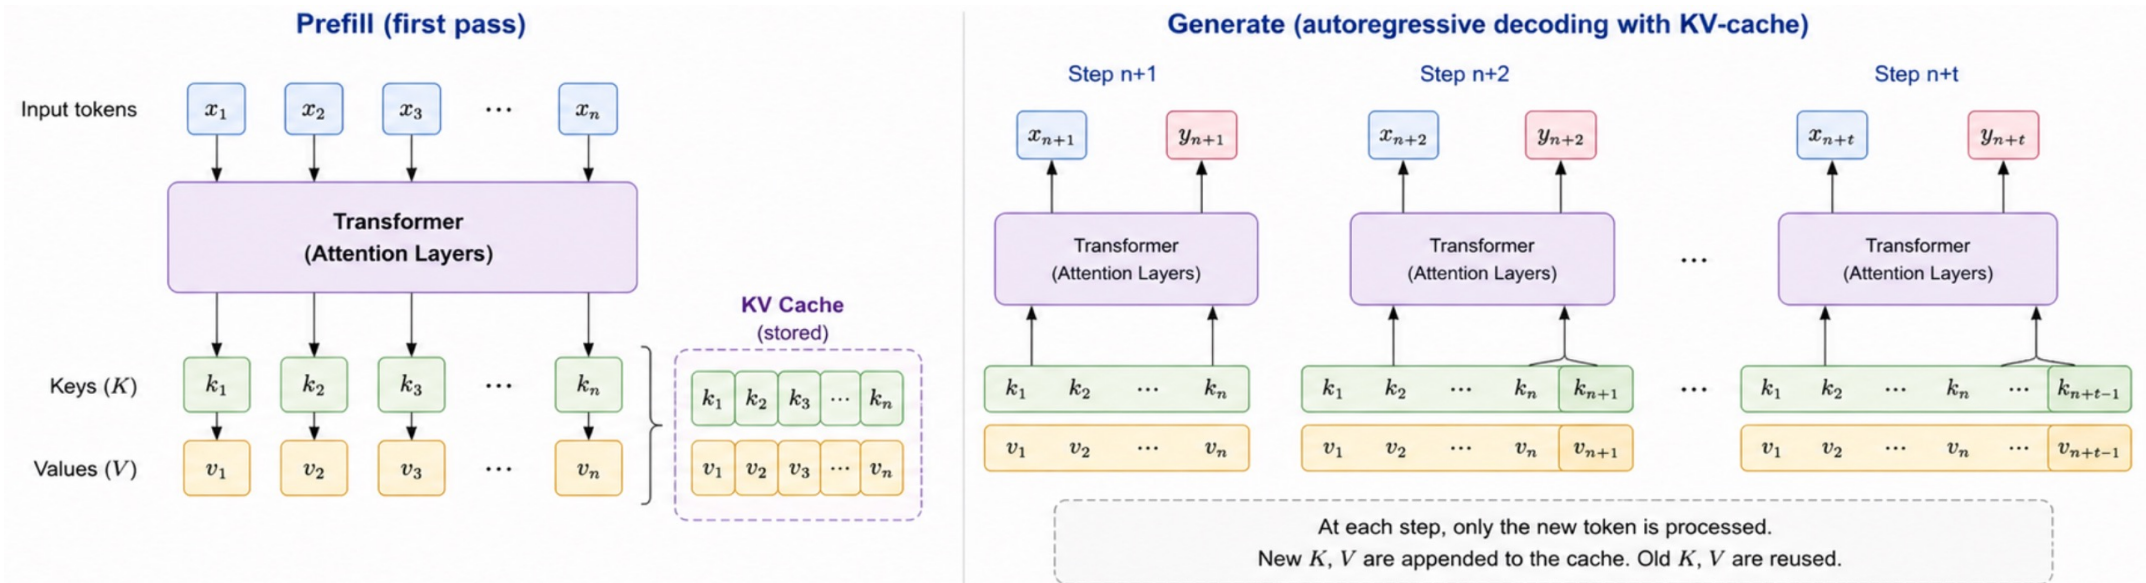 Prefill (first pass)
Input tokens
x₁ x₂ x₃ ⋯ xₙ
Transformer
(Attention Layers)
KV Cache
(stored)
Keys (K)
k₁ k₂ k₃ ⋯ kₙ
k₁ k₂ k₃ ⋯ kₙ
Values (V)
v₁ v₂ v₃ ⋯ vₙ
v₁ v₂ v₃ ⋯ vₙ
Generate (autoregressive decoding with KV-cache)
Step n+1
xₙ₊₁ yₙ₊₁
Transformer
(Attention Layers)
k₁ k₂ ⋯ kₙ
v₁ v₂ ⋯ vₙ
Step n+2
xₙ₊₂ yₙ₊₂
Transformer
(Attention Layers)
k₁ k₂ ⋯ kₙ kₙ₊₁
v₁ v₂ ⋯ vₙ vₙ₊₁
⋯
⋯
Step n+t
xₙ₊ₜ yₙ₊ₜ
Transformer
(Attention Layers)
k₁ k₂ ⋯ kₙ ⋯ kₙ₊ₜ₋₁
v₁ v₂ ⋯ vₙ ⋯ vₙ₊ₜ₋₁
At each step, only the new token is processed.
New K, V are appended to the cache. Old K, V are reused.